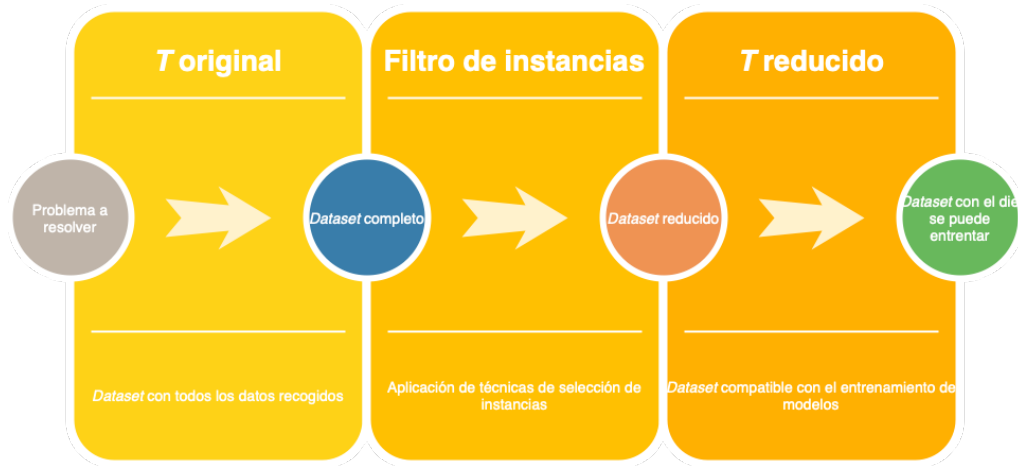 T original
Filtro de instancias
T reducido
Problema a
resolver
Dataset completo
Dataset reducido
Dataset con el die
se puede
entrentar
Dataset con todos los datos recogidos
Aplicación de técnicas de selección de
instancias
Dataset compatible con el entrenamiento de
modelos